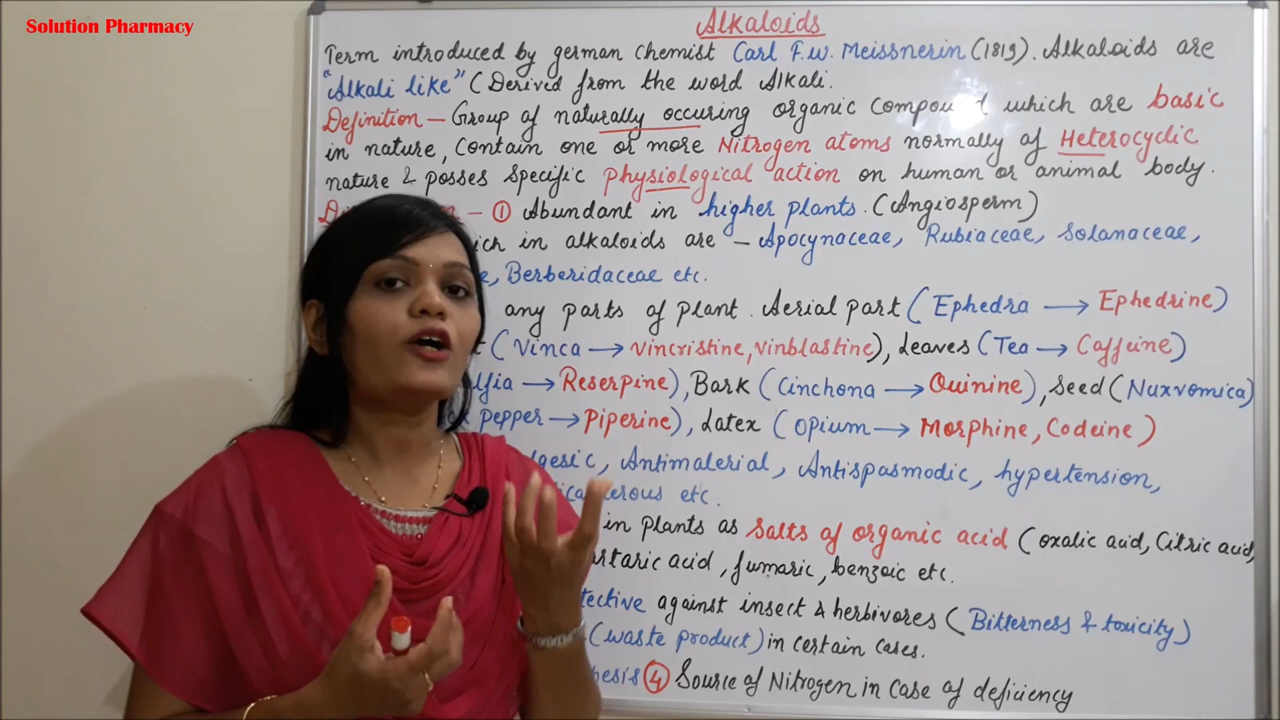 Solution Pharmacy
Alkaloids
Term introduced by german chemist Carl F.W. Meissnerin (1819). Alkaloids are
"Alkali like" (Derived from the word Alkali.
Definition — Group of naturally occuring organic compound which are basic
in nature, contain one or more Nitrogen atoms normally of Heterocyclic
nature & posses specific physiological action on human or animal body.
— ① Abundant in higher plants. (Angiosperm)
in alkaloids are — Apocynaceae, Rubiaceae, Solanaceae,
Berberidaceae etc.
any parts of plant. Aerial part (Ephedra → Ephedrine)
(Vinca → vincristine, vinblastine), Leaves (Tea → Caffeine)
→ Reserpine), Bark (Cinchona → Quinine), Seed (Nuxvomica)
pepper → Piperine), Latex (Opium → Morphine, Codeine)
Antimalerial, Antispasmodic, hypertension,
etc.
in plants as salts of organic acid (oxalic acid, Citric acid,
acid, fumaric, benzoic etc.
against insect & herbivores (Bitterness & toxicity)
(waste product) in certain cases.
④ Source of Nitrogen in case of deficiency